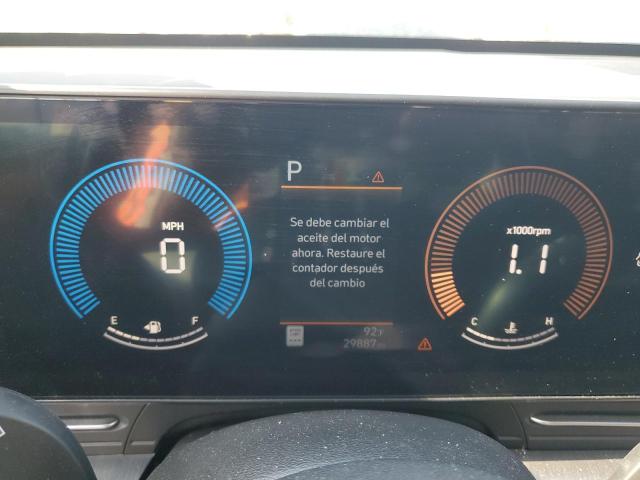 P
MPH
0
E F
Se debe cambiar el
aceite del motor
ahora. Restaure el
contador después
del cambio
92°F
29887
x1000rpm
1.1
C H